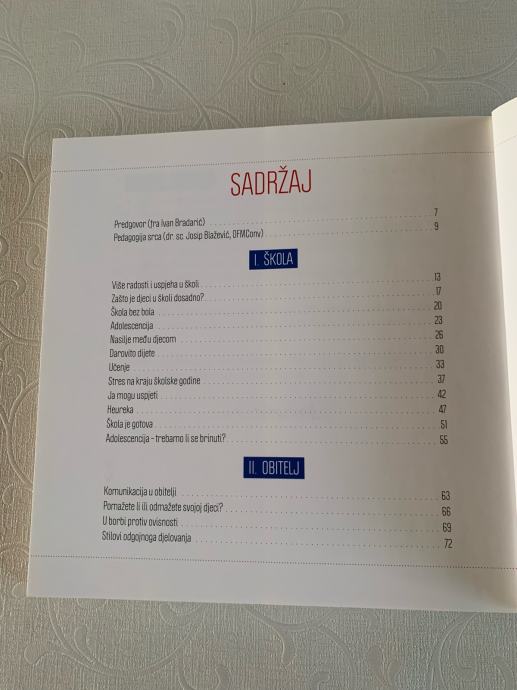 SADRŽAJ
Predgovor (fra Ivan Bradarić) 7
Pedagogija srca (dr. sc. Josip Blažević, OFMConv) 9
I. ŠKOLA
Više radosti i uspjeha u školi 13
Zašto je djeci u školi dosadno? 17
Škola bez bola 20
Adolescencija 23
Nasilje među djecom 26
Darovito dijete 30
Učenje 33
Stres na kraju školske godine 37
Ja mogu uspjeti 42
Heureka 47
Škola je gotova 51
Adolescencija – trebamo li se brinuti? 55
II. OBITELJ
Komunikacija u obitelji 63
Pomažete li ili odmažete svojoj djeci? 66
U borbi protiv ovisnosti 69
Stilovi odgojnoga djelovanja 72